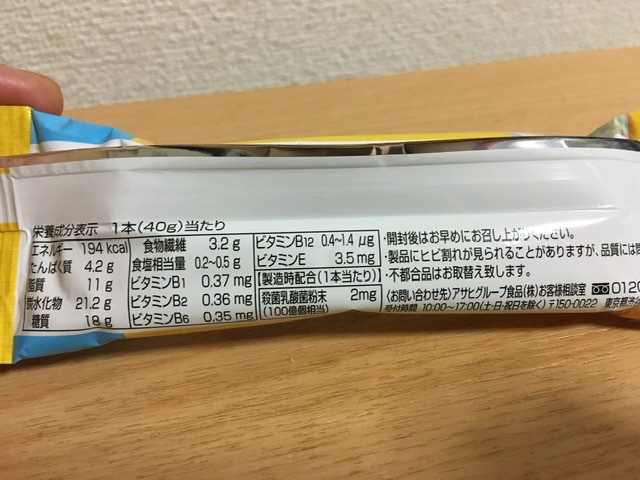 栄養成分表示 1本(40g)当たり
エネルギー 194 kcal
たんぱく質 4.2 g
脂質 11 g
炭水化物 21.2 g
糖質 18 g
食物繊維 3.2 g
食塩相当量 0.2~0.5 g
ビタミンB1 0.37 mg
ビタミンB2 0.36 mg
ビタミンB6 0.35 mg
ビタミンB12 0.4~1.4 μg
ビタミンE 3.5 mg
【製造時配合(1本当たり)】
殺菌乳酸菌粉末 2mg
(100億個相当)
・開封後はお早めにお召し上がりください。
・製品にヒビ割れが見られることがありますが、品質には問
・不都合品はお取替え致します。
〈お問い合わせ先〉アサヒグループ食品(株)お客様相談室 0120
受付時間 10:00~17:00(土・日・祝日を除く) 〒150-0022 東京都渋谷